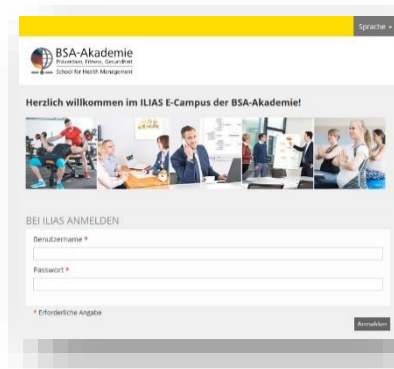 Sprache
BSA-Akademie
Prävention, Fitness, Gesundheit
School for Health Management
Herzlich willkommen im ILIAS E-Campus der BSA-Akademie!
BEI ILIAS ANMELDEN
Benutzername *
Passwort *
* Erforderliche Angabe
Anmelden